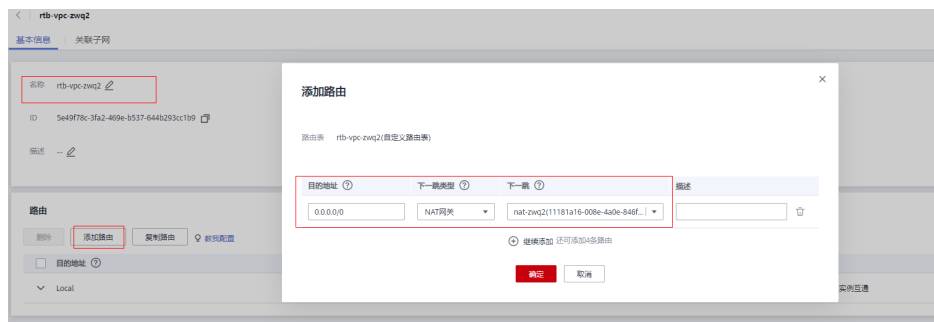 rtb-vpc-zwq2
基本信息 关联子网
名称 rtb-vpc-zwq2
ID 5e49f78c-3fa2-469e-b537-644b293cc1b9
描述 --
添加路由
路由表 rtb-vpc-zwq2(自定义路由表)
目的地址 下一跳类型 下一跳 描述
0.0.0.0/0 NAT网关 nat-zwq2(11181a16-008e-4a0e-846f...
继续添加 还可添加4条路由
确定 取消
路由
删除 添加路由 复制路由 教我配置
目的地址
Local 实例互通